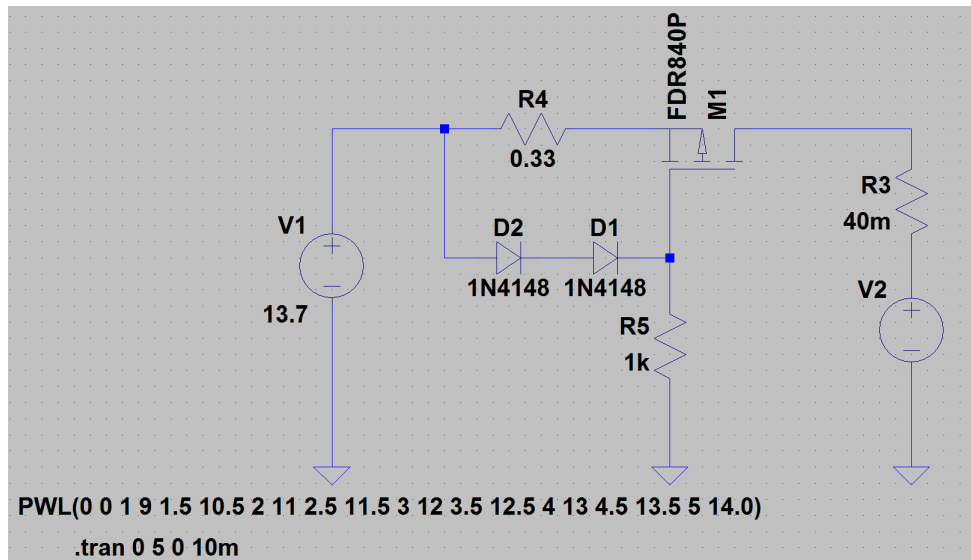 FDR840P
M1
R4
0.33
R3
40m
V1
13.7
D2
D1
1N4148
1N4148
V2
R5
1k
PWL(0 0 1 9 1.5 10.5 2 11 2.5 11.5 3 12 3.5 12.5 4 13 4.5 13.5 5 14.0)
.tran 0 5 0 10m